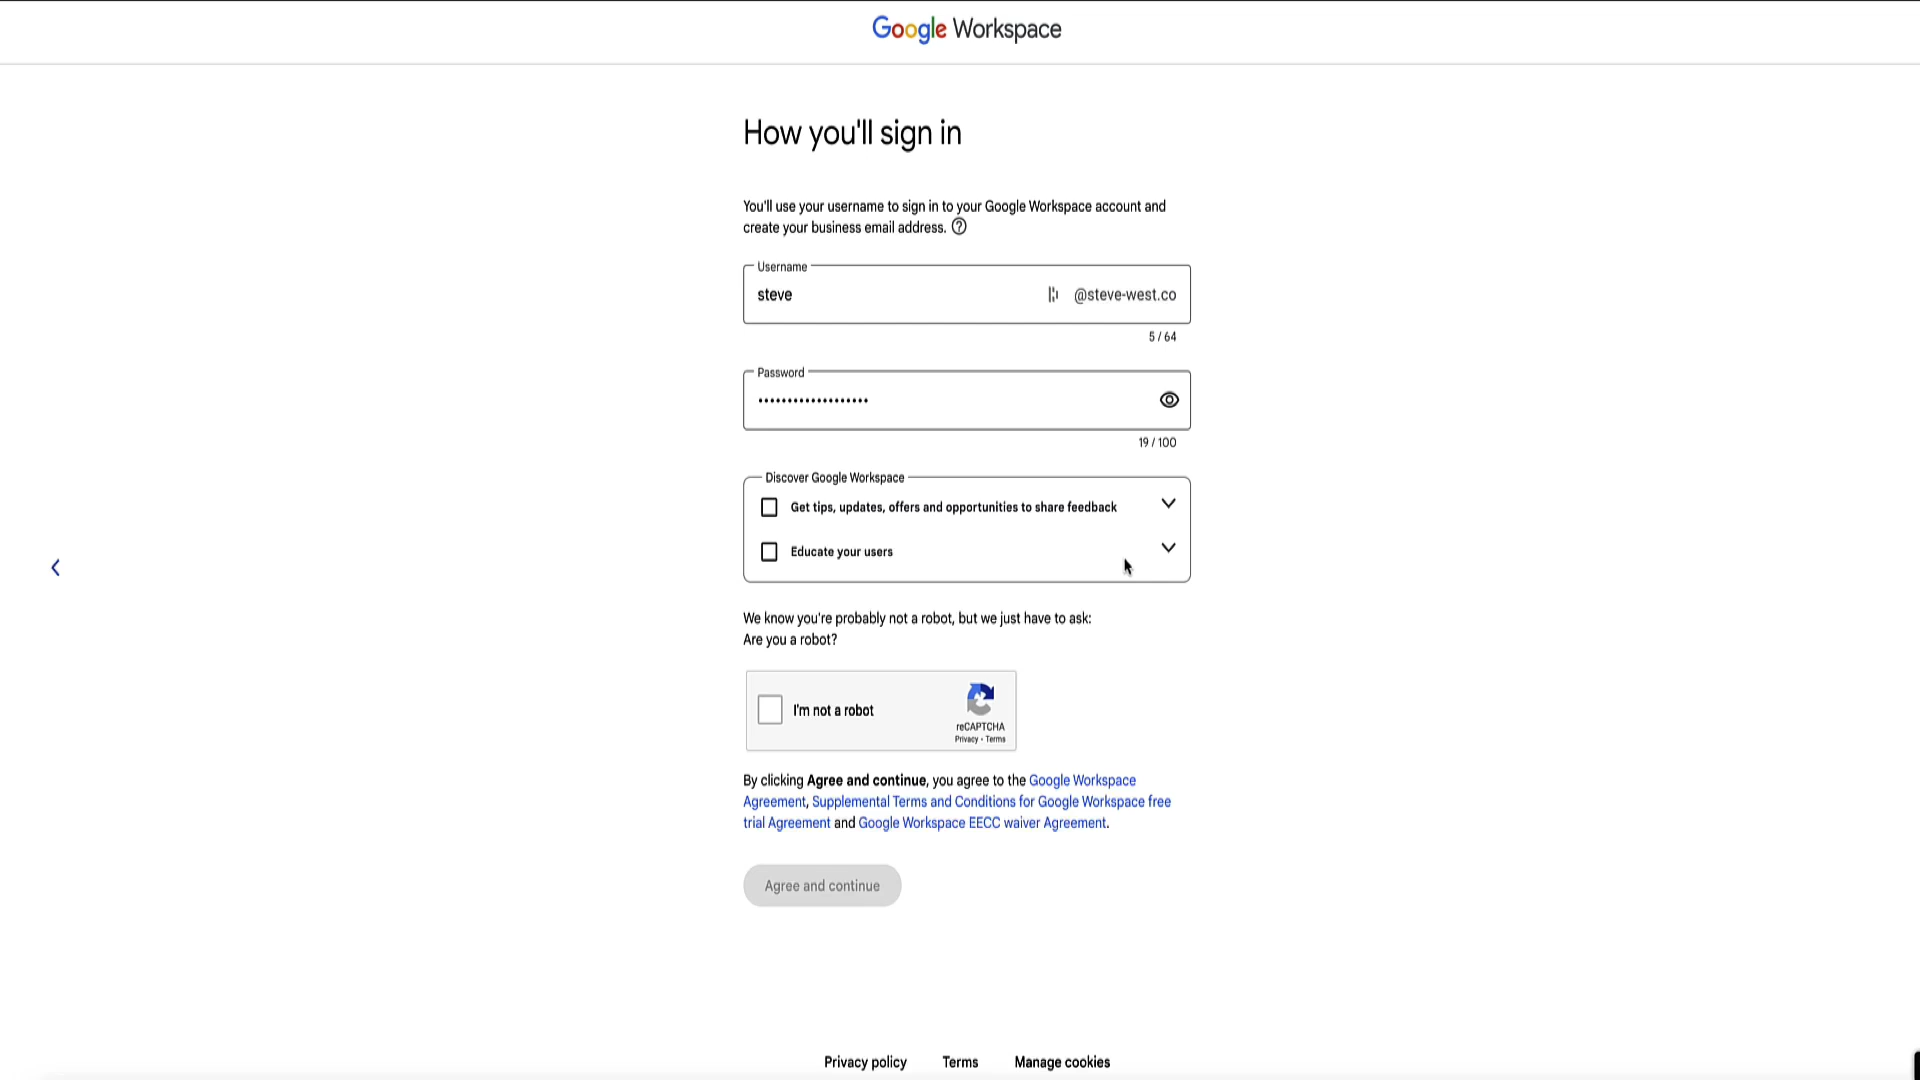 Google Workspace
How you'll sign in
You'll use your username to sign in to your Google Workspace account and
create your business email address.
Username
steve
@steve-west.co
5 / 64
Password
•••••••••••••••••••
19 / 100
Discover Google Workspace
Get tips, updates, offers and opportunities to share feedback
Educate your users
We know you're probably not a robot, but we just have to ask:
Are you a robot?
I'm not a robot
reCAPTCHA
Privacy - Terms
By clicking Agree and continue, you agree to the Google Workspace
Agreement, Supplemental Terms and Conditions for Google Workspace free
trial Agreement and Google Workspace EECC waiver Agreement.
Agree and continue
Privacy policy
Terms
Manage cookies